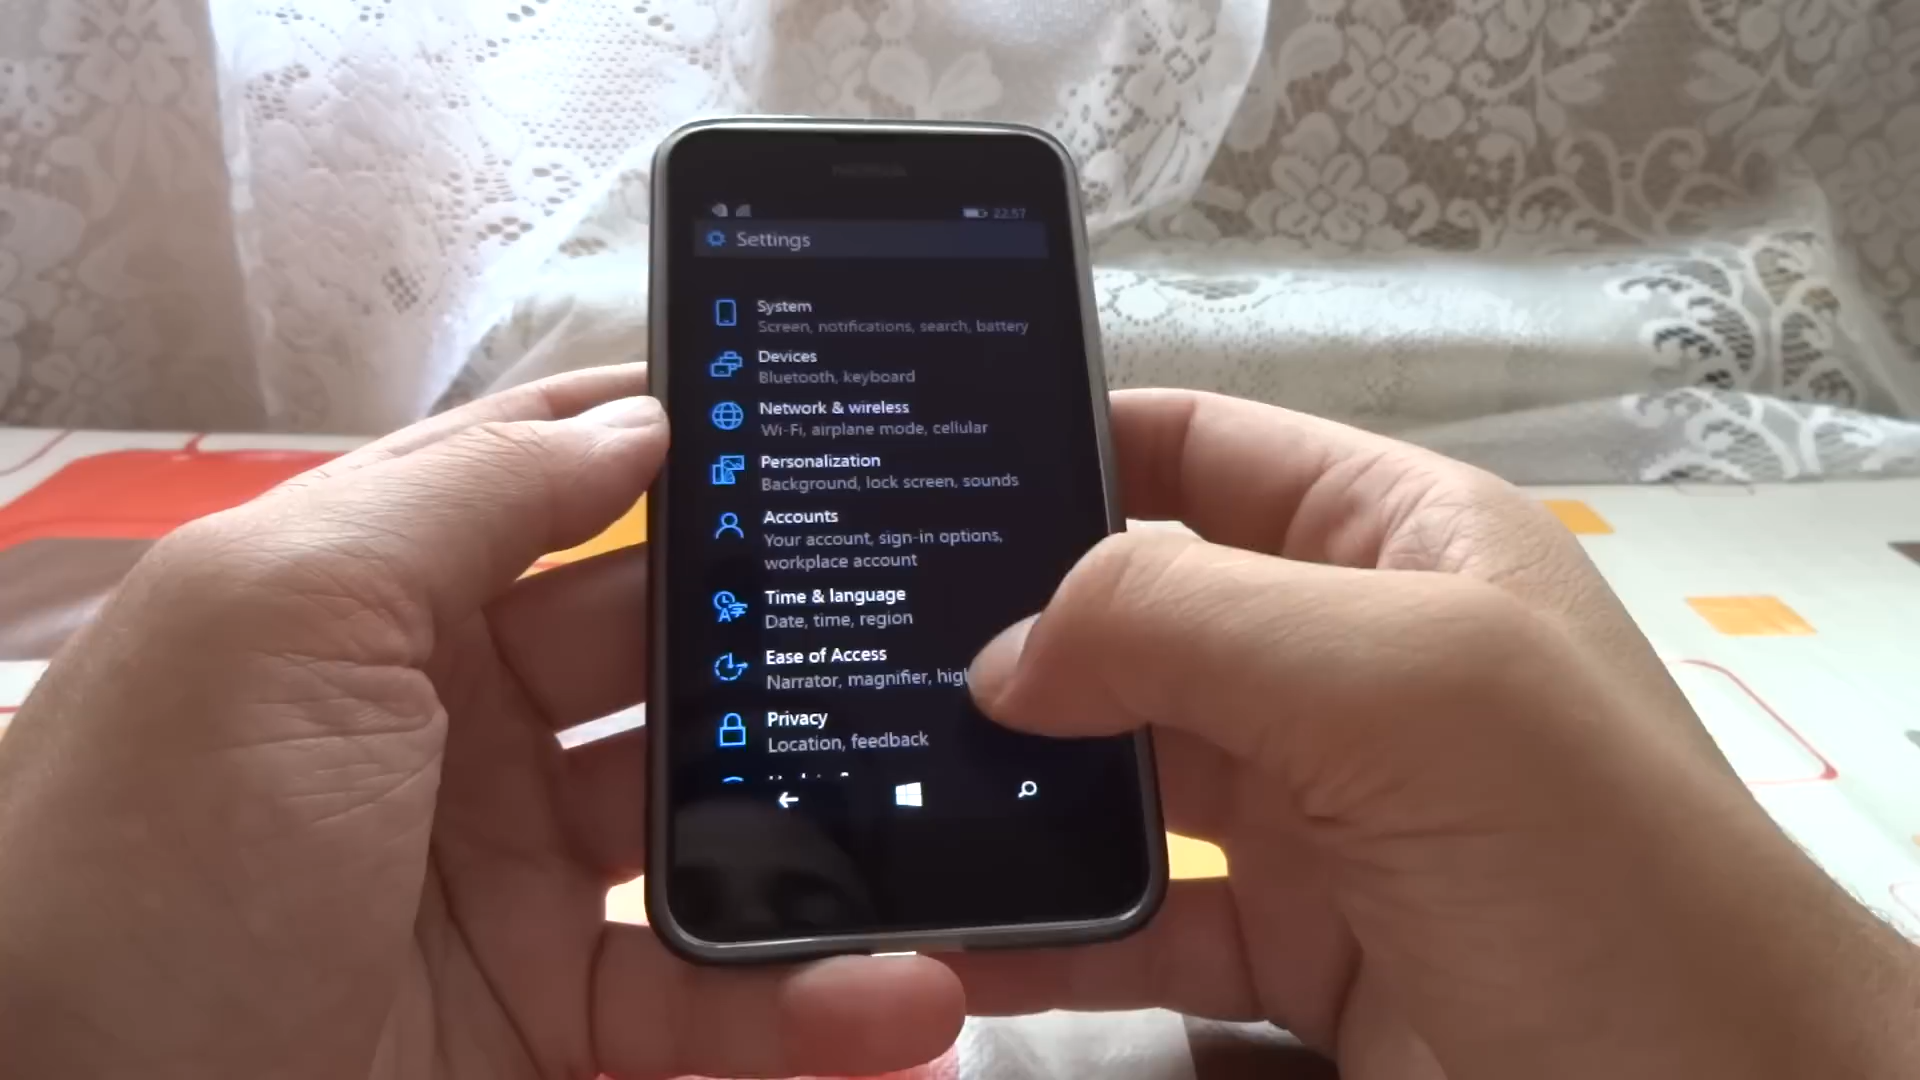 22:57
Settings
System
Screen, notifications, search, battery
Devices
Bluetooth, keyboard
Network & wireless
Wi-Fi, airplane mode, cellular
Personalization
Background, lock screen, sounds
Accounts
Your account, sign-in options,
workplace account
Time & language
Date, time, region
Ease of Access
Narrator, magnifier,
Privacy
Location, feedback